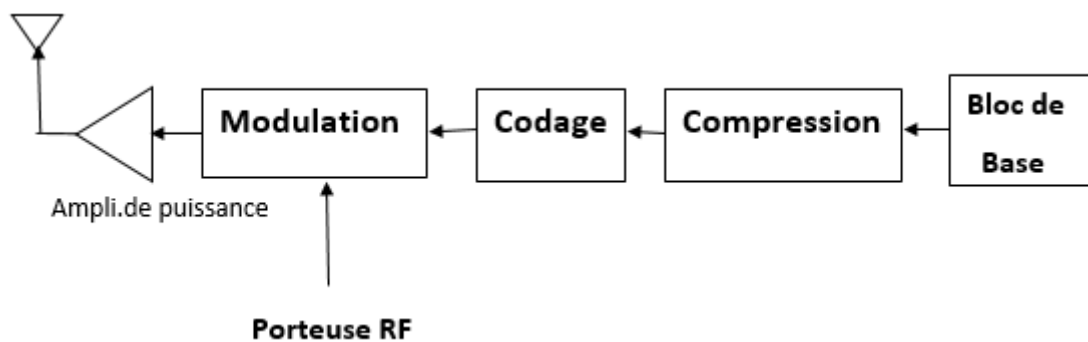 Modulation
Codage
Compression
Bloc de
Base
Ampli.de puissance
Porteuse RF